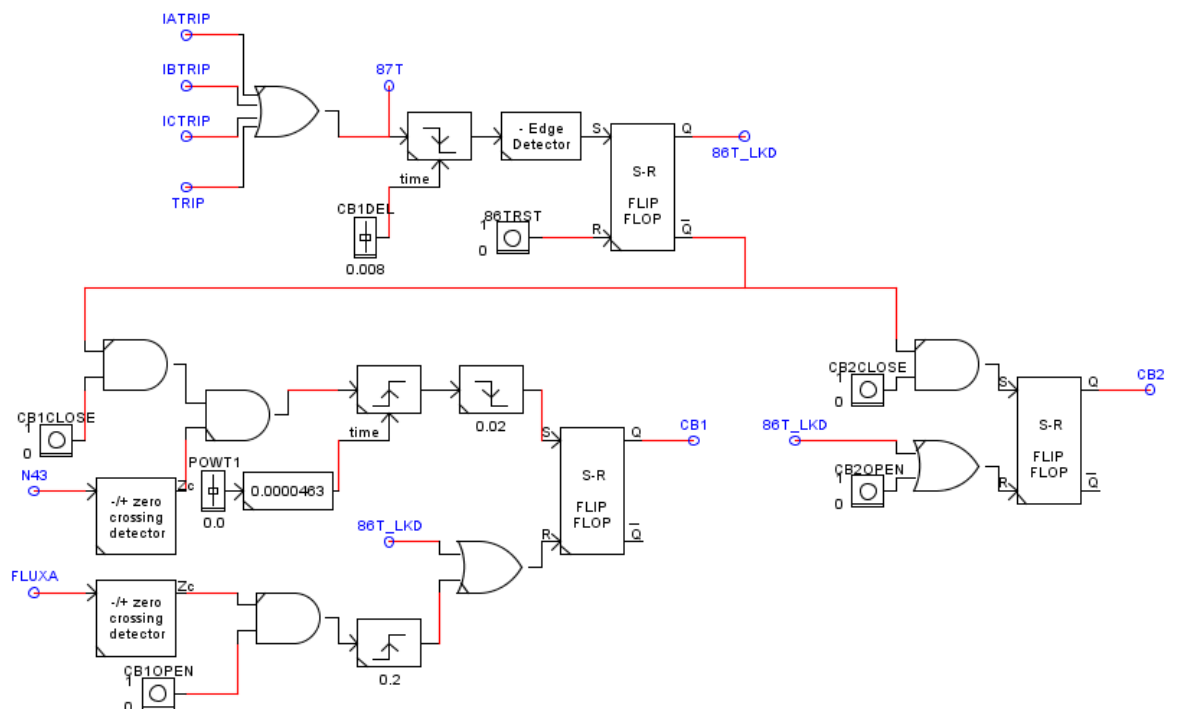 IATRIP
IBTRIP
87T
ICTRIP
- Edge
Detector
S
Q
86T_LKD
S-R
FLIP
FLOP
time
TRIP
CB1DEL
0.008
86TRST
1
0
R
Q
CB1CLOSE
1
0
time
0.02
S
Q
CB1
N43
-/+ zero
crossing
detector
Zc
POWT1
0.0
0.0000463
S-R
FLIP
FLOP
86T_LKD
R
Q
FLUXA
-/+ zero
crossing
detector
Zc
0.2
CB1OPEN
1
0
CB2CLOSE
1
0
S
Q
CB2
86T_LKD
S-R
FLIP
FLOP
CB2OPEN
1
0
R
Q